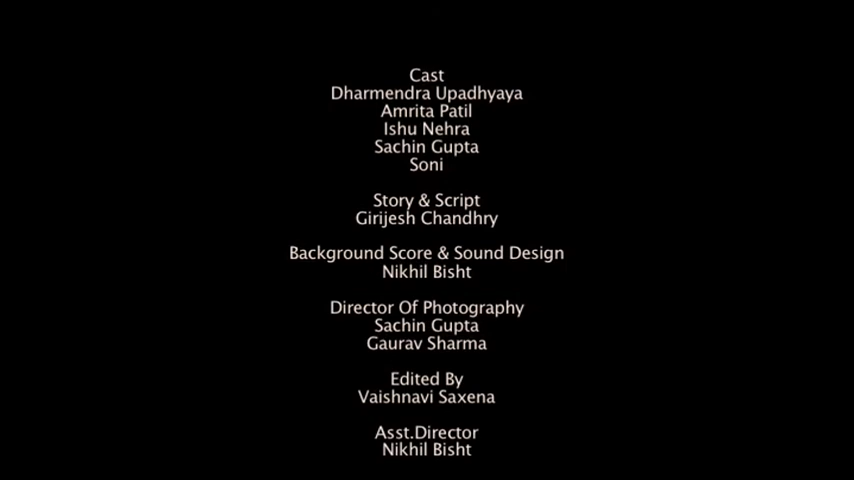 Cast
Dharmendra Upadhyaya
Amrita Patil
Ishu Nehra
Sachin Gupta
Soni
Story & Script
Girijesh Chandhry
Background Score & Sound Design
Nikhil Bisht
Director Of Photography
Sachin Gupta
Gaurav Sharma
Edited By
Vaishnavi Saxena
Asst.Director
Nikhil Bisht